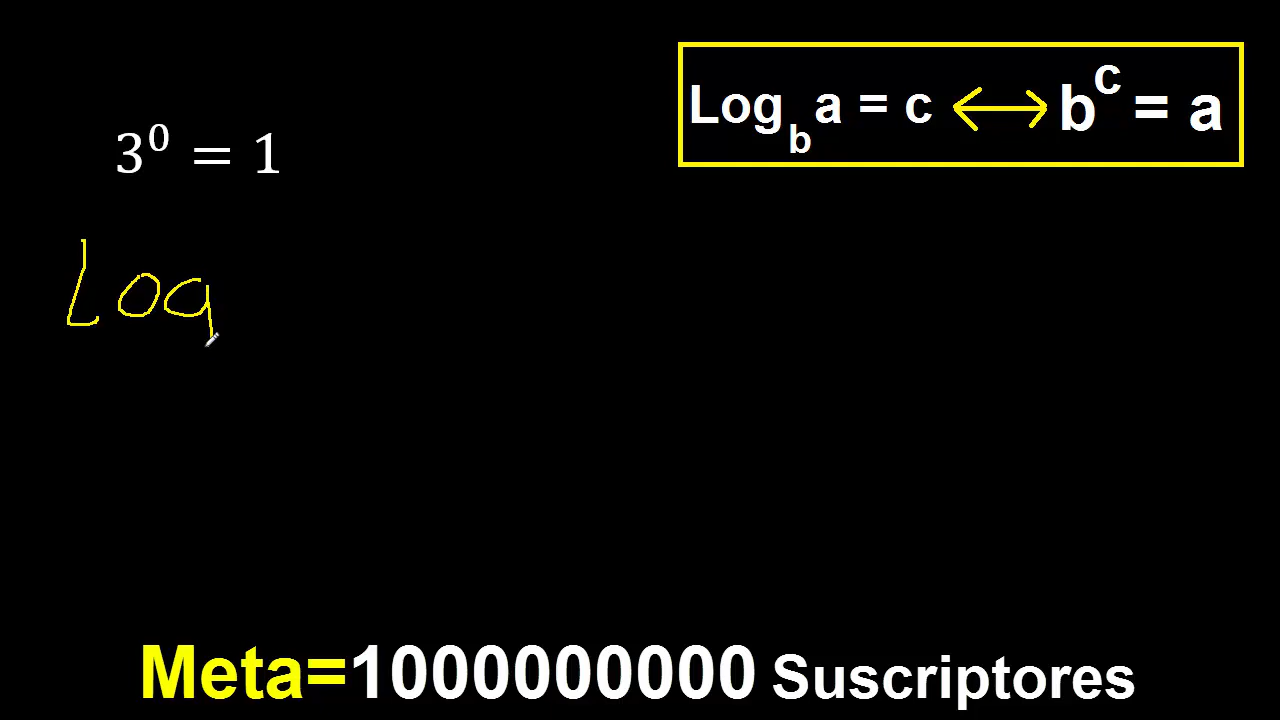 Log_b a = c ⟷ b^c = a
3^0 = 1
Log
Meta=1000000000 Suscriptores